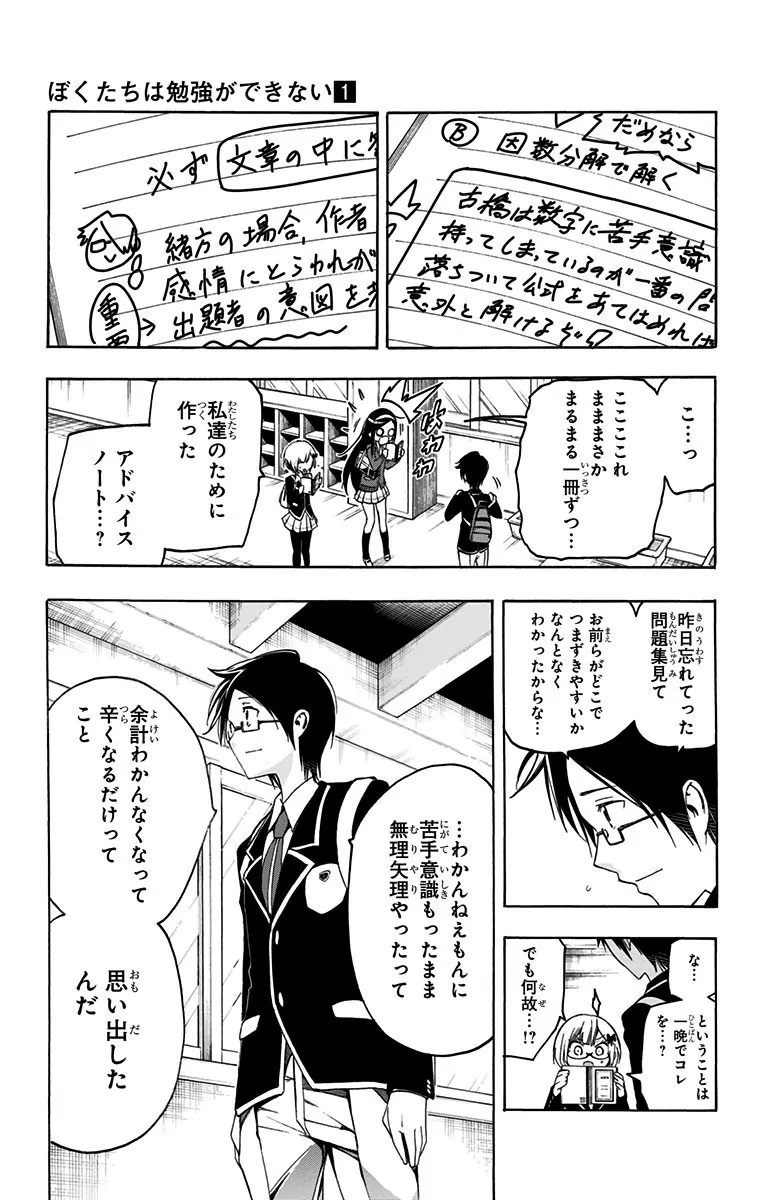 ぼくたちは勉強ができない1
だめなら
B 因数分解で解く
古橋は数字に苦手意識
持ってしまっているのが一番の
落ちついて公式をあてはめれば
意外と解けるぞ!
必ず 文章の中に
緒方の場合、作者
感情にとらわれが
重要→出題者の意図を
こ…っ
こここここれ
まままさか
まるまる一冊ずつ…
わわわ
私達のために
作った
アドバイス
ノート…?
昨日忘れてった
問題集見て
お前らがどこで
つまずきやすいか
なんとなく
わかったからな…
な…
ということは
一晩でコレ
を…?
でも何故…!?
…わかんねえもんに
苦手意識もったまま
無理矢理やったって
余計わかんなくなって
辛くなるだけって
こと
思い出した
んだ